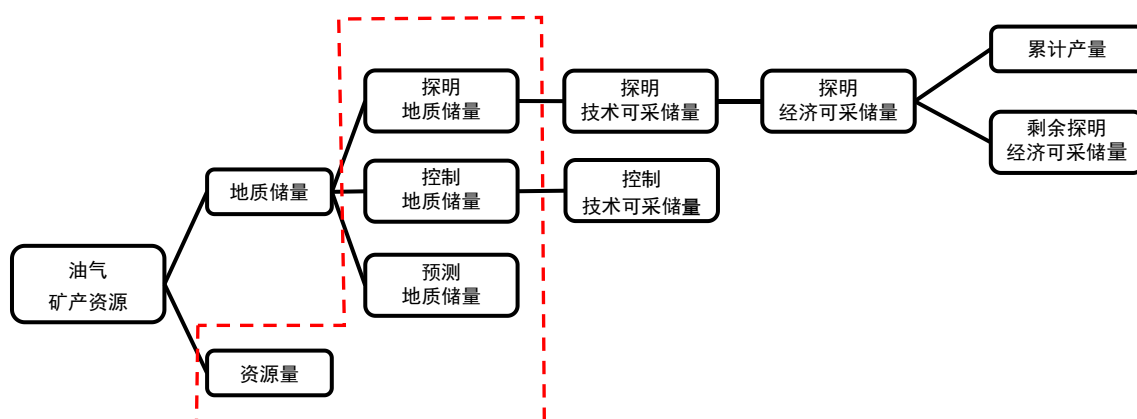 油气
矿产资源
地质储量
资源量
探明
地质储量
控制
地质储量
预测
地质储量
探明
技术可采储量
控制
技术可采储量
探明
经济可采储量
累计产量
剩余探明
经济可采储量